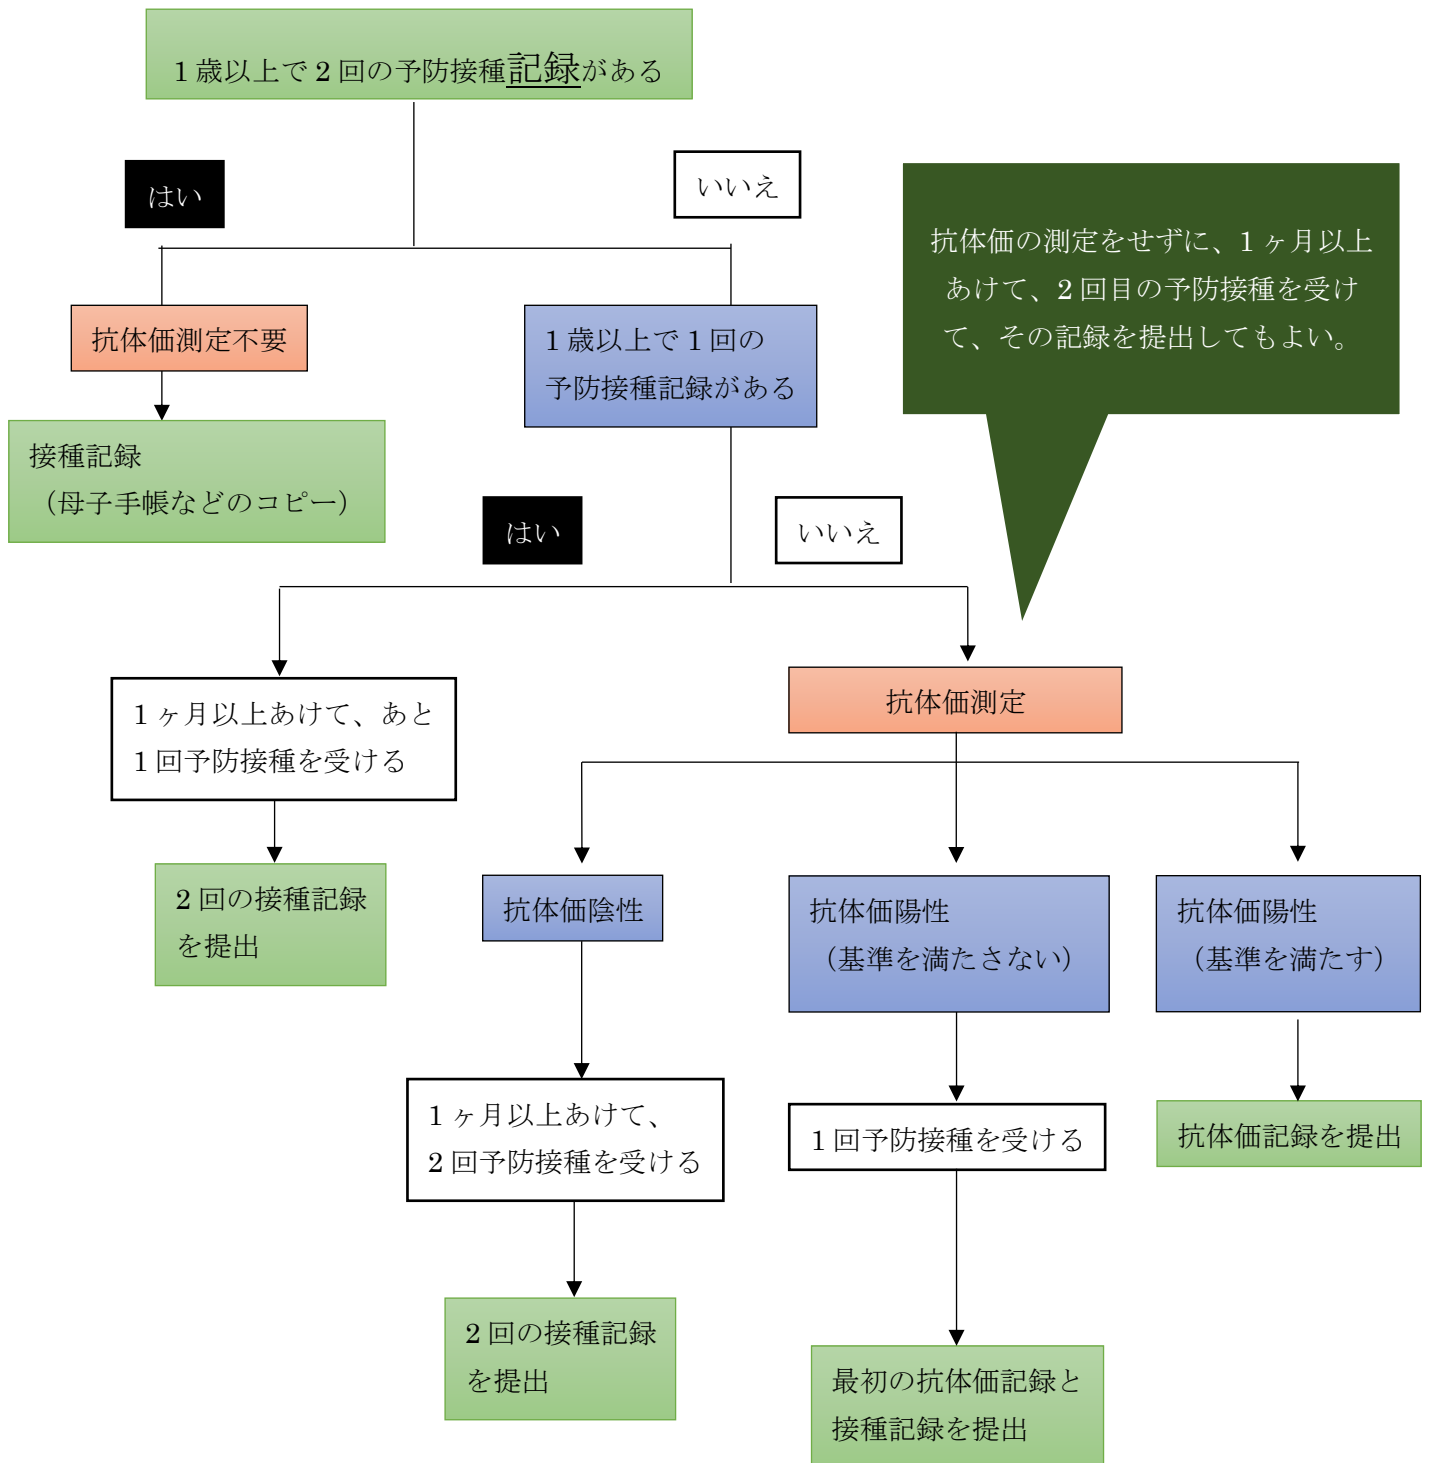 1歳以上で2回の予防接種記録がある
はい
いいえ
抗体価の測定をせずに、1ヶ月以上
あけて、2回目の予防接種を受け
て、その記録を提出してもよい。
抗体価測定不要
1歳以上で1回の
予防接種記録がある
接種記録
（母子手帳などのコピー）
はい
いいえ
1ヶ月以上あけて、あと
1回予防接種を受ける
抗体価測定
2回の接種記録
を提出
抗体価陰性
抗体価陽性
（基準を満たさない）
抗体価陽性
（基準を満たす）
1ヶ月以上あけて、
2回予防接種を受ける
1回予防接種を受ける
抗体価記録を提出
2回の接種記録
を提出
最初の抗体価記録と
接種記録を提出